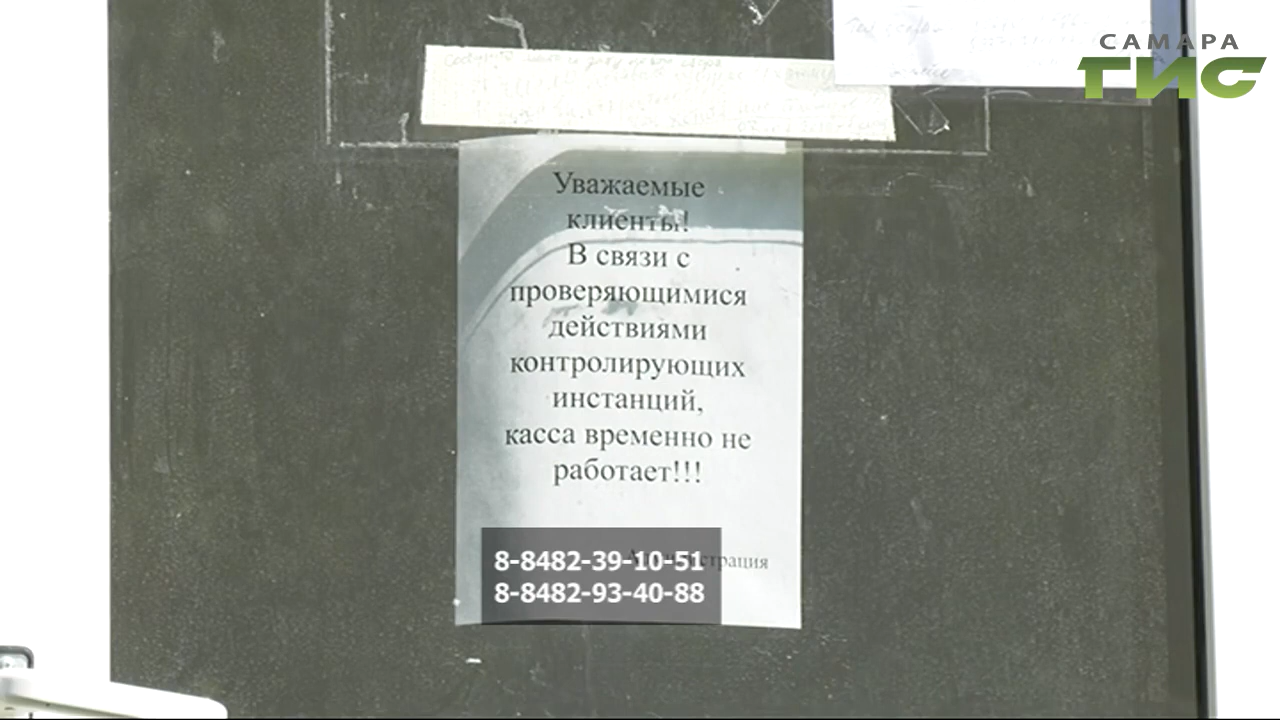 САМАРА
ГИС
Уважаемые
клиенты!
В связи с
проверяющимися
действиями
контролирующих
инстанций,
касса временно не
работает!!!
Администрация
8-8482-39-10-51
8-8482-93-40-88